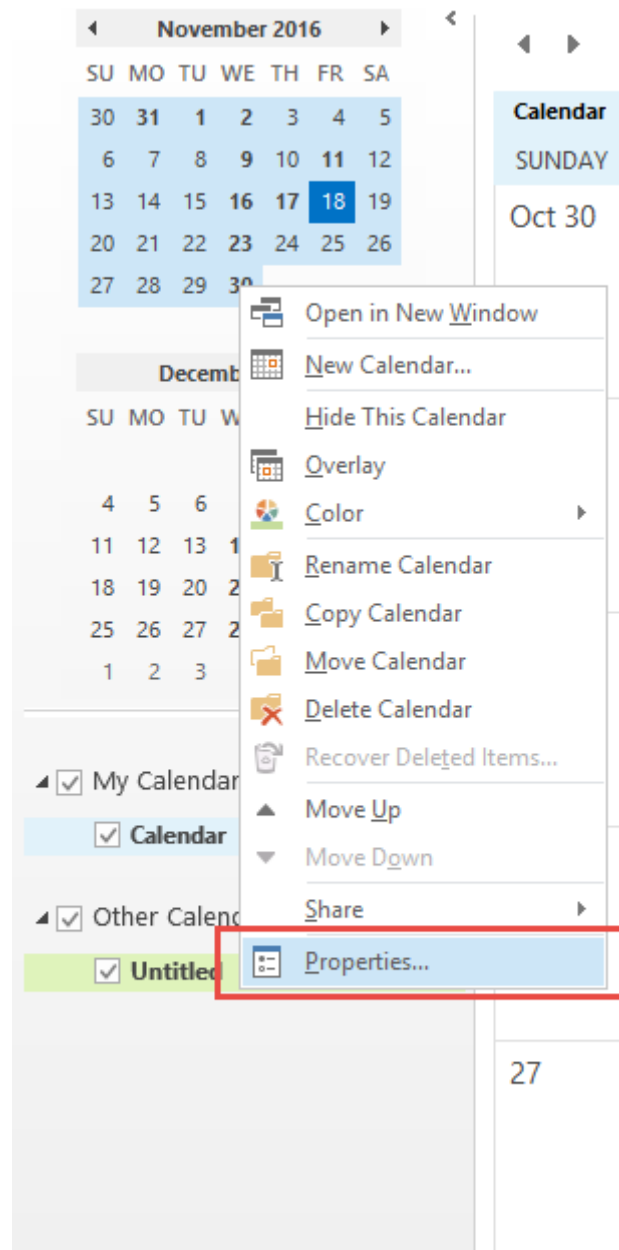 November 2016
SU MO TU WE TH FR SA
30 31 1 2 3 4 5
6 7 8 9 10 11 12
13 14 15 16 17 18 19
20 21 22 23 24 25 26
27 28 29 30
Decemb
SU MO TU W
4 5 6
11 12 13 1
18 19 20 2
25 26 27 2
1 2 3
My Calendar
Calendar
Other Calend
Untitled
Open in New Window
New Calendar...
Hide This Calendar
Overlay
Color
Rename Calendar
Copy Calendar
Move Calendar
Delete Calendar
Recover Deleted Items...
Move Up
Move Down
Share
Properties...
Calendar
SUNDAY
Oct 30
27